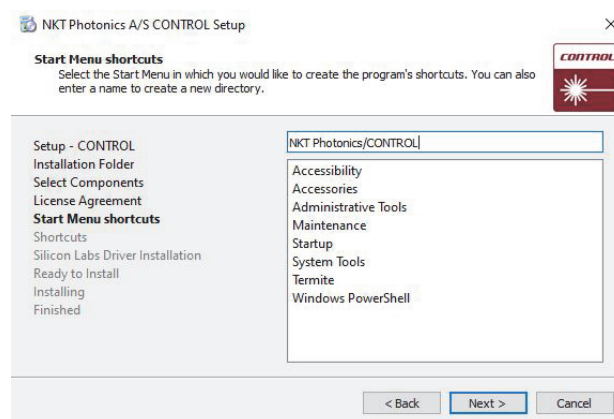 NKT Photonics A/S CONTROL Setup
Start Menu shortcuts
Select the Start Menu in which you would like to create the program's shortcuts. You can also
enter a name to create a new directory.
CONTROL
Setup - CONTROL
Installation Folder
Select Components
License Agreement
Start Menu shortcuts
Shortcuts
Silicon Labs Driver Installation
Ready to Install
Installing
Finished
NKT Photonics/CONTROL
Accessibility
Accessories
Administrative Tools
Maintenance
Startup
System Tools
Termite
Windows PowerShell
< Back
Next >
Cancel